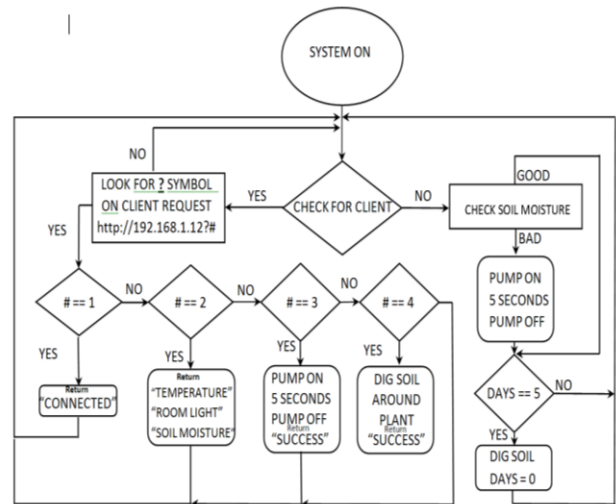 SYSTEM ON
NO
LOOK FOR ? SYMBOL
ON CLIENT REQUEST
http://192.168.1.12?#
YES
CHECK FOR CLIENT
NO
GOOD
CHECK SOIL MOISTURE
YES
BAD
PUMP ON
5 SECONDS
PUMP OFF
# == 1
NO
# == 2
NO
# == 3
NO
# == 4
YES
YES
YES
YES
Return
"CONNECTED"
Return
"TEMPERATURE"
"ROOM LIGHT"
"SOIL MOISTURE"
PUMP ON
5 SECONDS
PUMP OFF
Return
"SUCCESS"
DIG SOIL
AROUND
PLANT
Return
"SUCCESS"
DAYS == 5
NO
YES
DIG SOIL
DAYS = 0